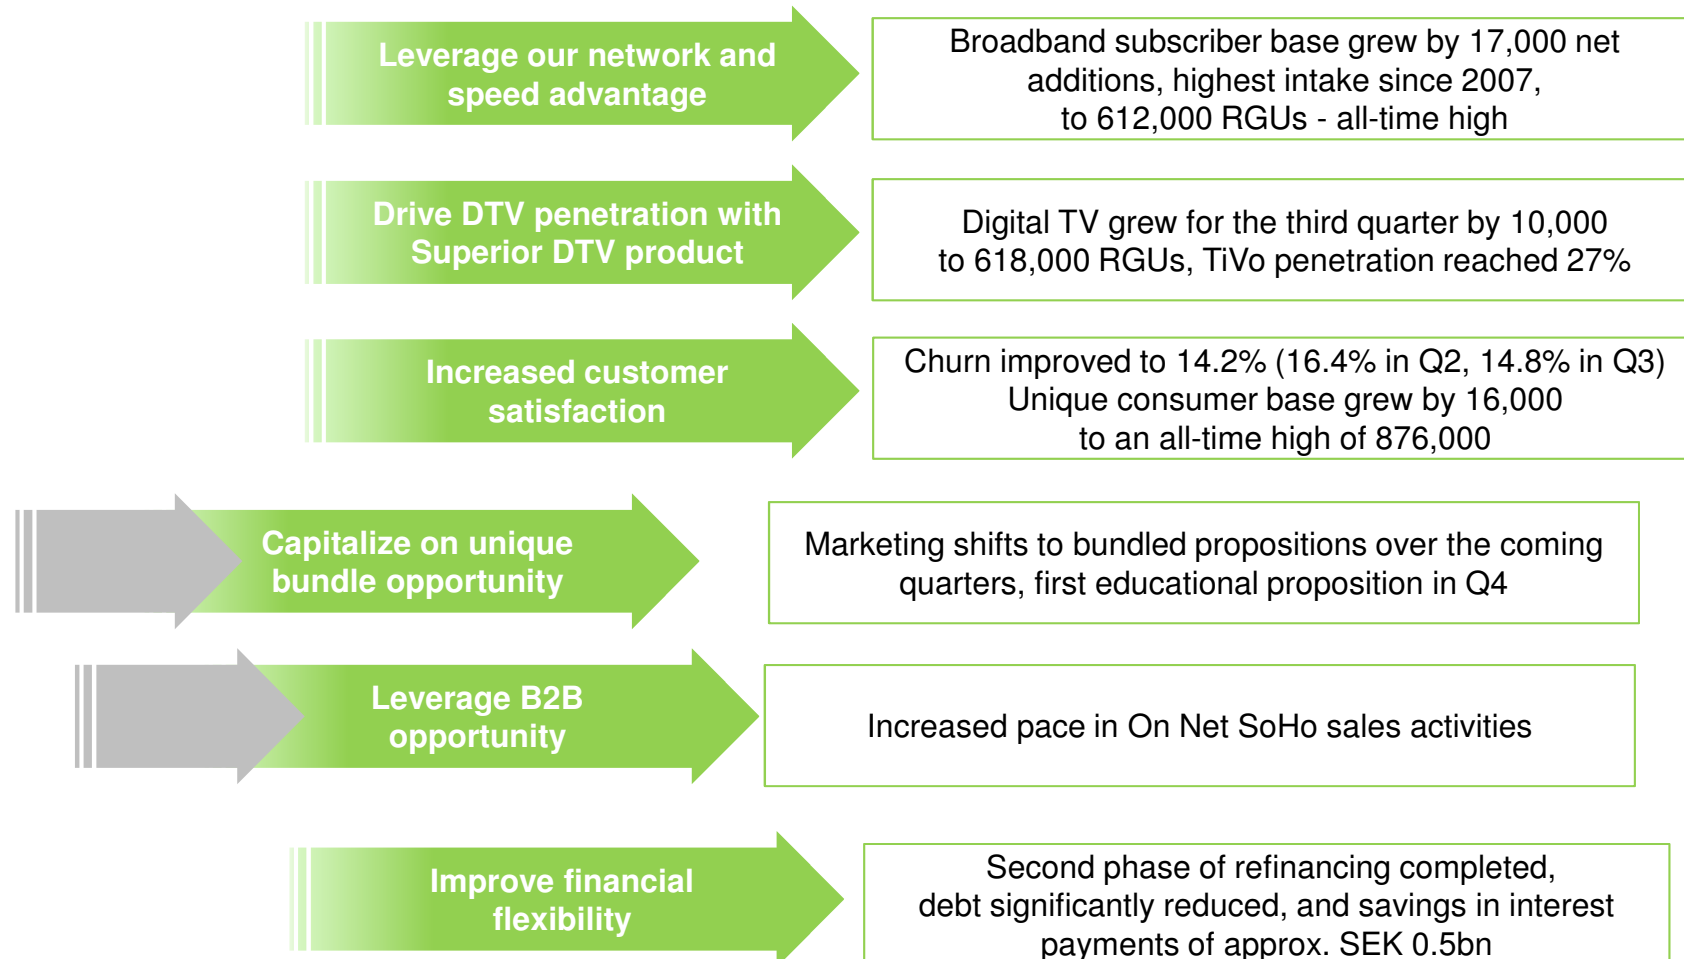 Leverage our network and
speed advantage
Broadband subscriber base grew by 17,000 net
additions, highest intake since 2007,
to 612,000 RGUs - all-time high
Drive DTV penetration with
Superior DTV product
Digital TV grew for the third quarter by 10,000
to 618,000 RGUs, TiVo penetration reached 27%
Increased customer
satisfaction
Churn improved to 14.2% (16.4% in Q2, 14.8% in Q3)
Unique consumer base grew by 16,000
to an all-time high of 876,000
Capitalize on unique
bundle opportunity
Marketing shifts to bundled propositions over the coming
quarters, first educational proposition in Q4
Leverage B2B
opportunity
Increased pace in On Net SoHo sales activities
Improve financial
flexibility
Second phase of refinancing completed,
debt significantly reduced, and savings in interest
payments of approx. SEK 0.5bn